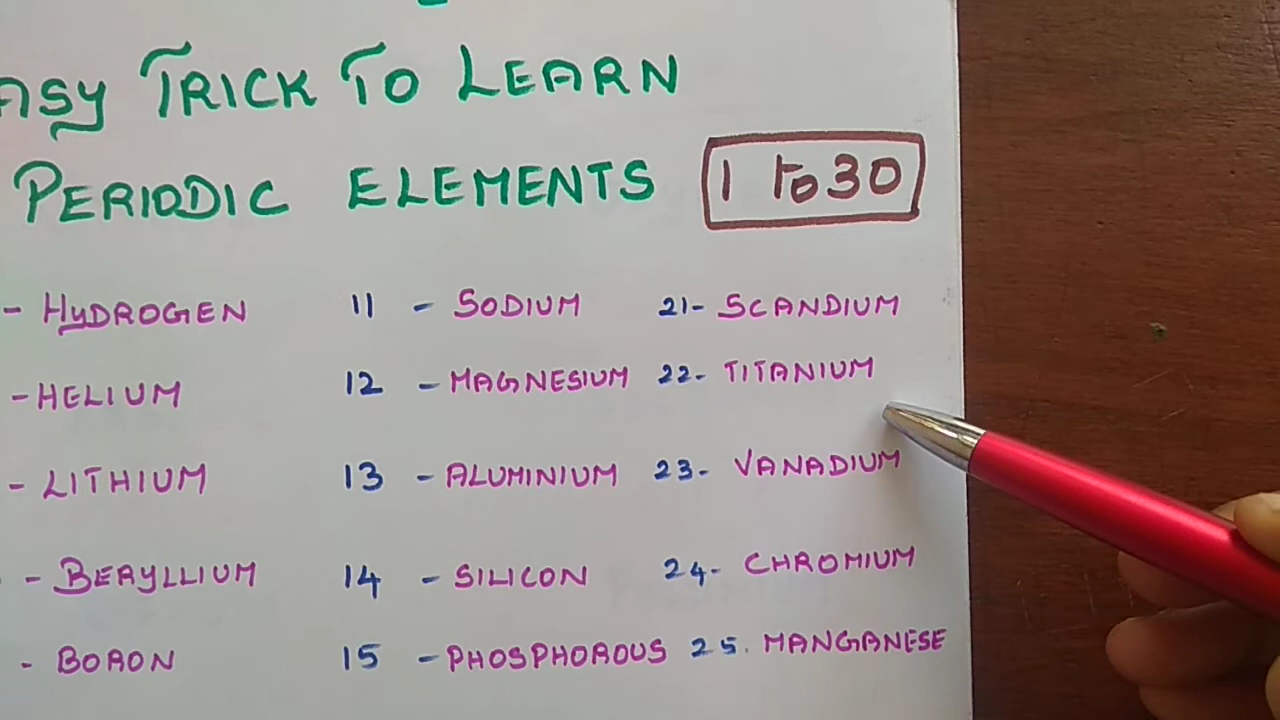 ASY TRICK TO LEARN
PERIODIC ELEMENTS 1 to 30
- HYDROGEN 11 - SODIUM 21- SCANDIUM
- HELIUM 12 - MAGNESIUM 22- TITANIUM
- LITHIUM 13 - ALUMINIUM 23- VANADIUM
- BERYLLIUM 14 - SILICON 24- CHROMIUM
- BORON 15 - PHOSPHOROUS 25. MANGANESE